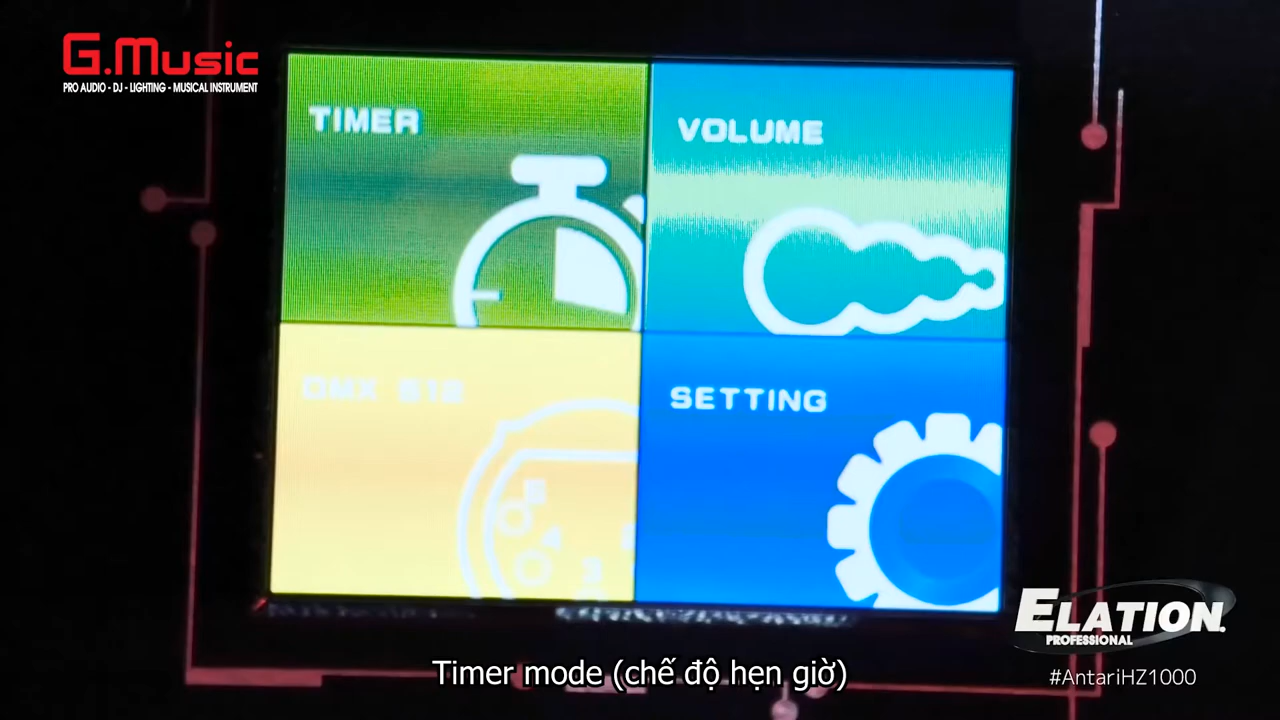 G.Music
PRO AUDIO - DJ - LIGHTING - MUSICAL INSTRUMENT
TIMER
VOLUME
DMX 512
SETTING
ELATION
PROFESSIONAL
Timer mode (chế độ hẹn giờ)
#AntariHZ1000